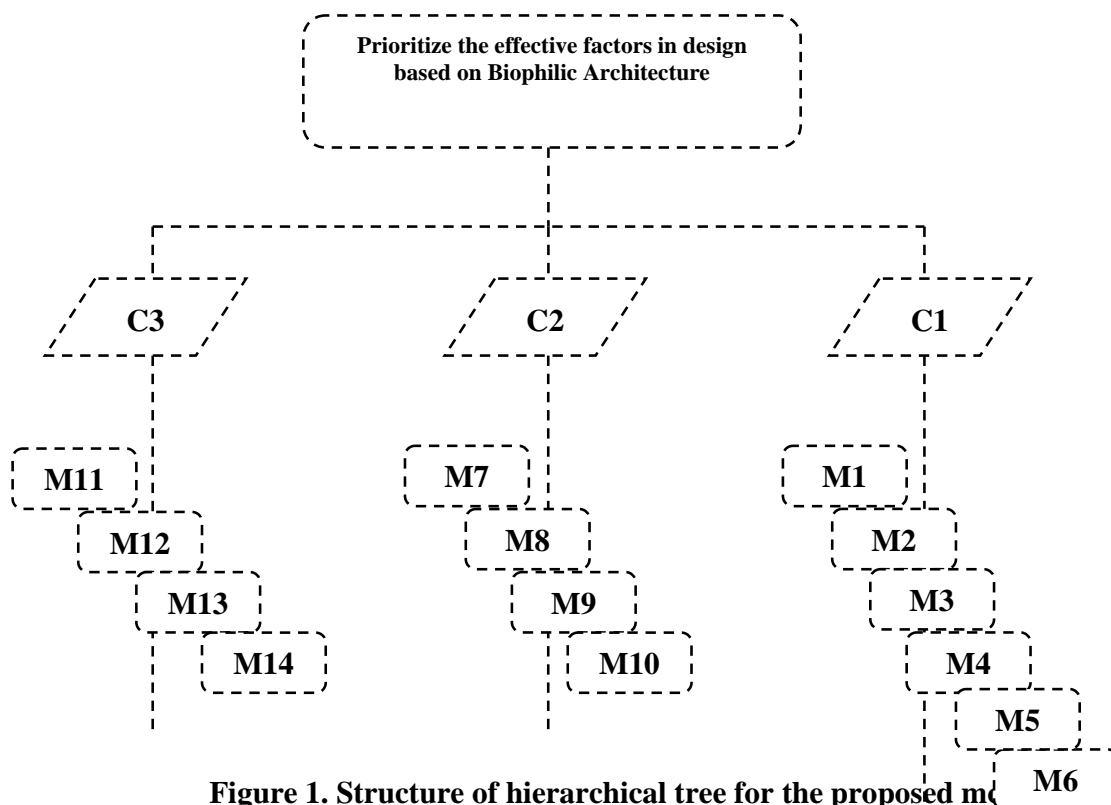 Prioritize the effective factors in design
based on Biophilic Architecture
C3
C2
C1
M11
M7
M1
M12
M8
M2
M13
M9
M3
M14
M10
M4
M5
M6
Figure 1. Structure of hierarchical tree for the proposed